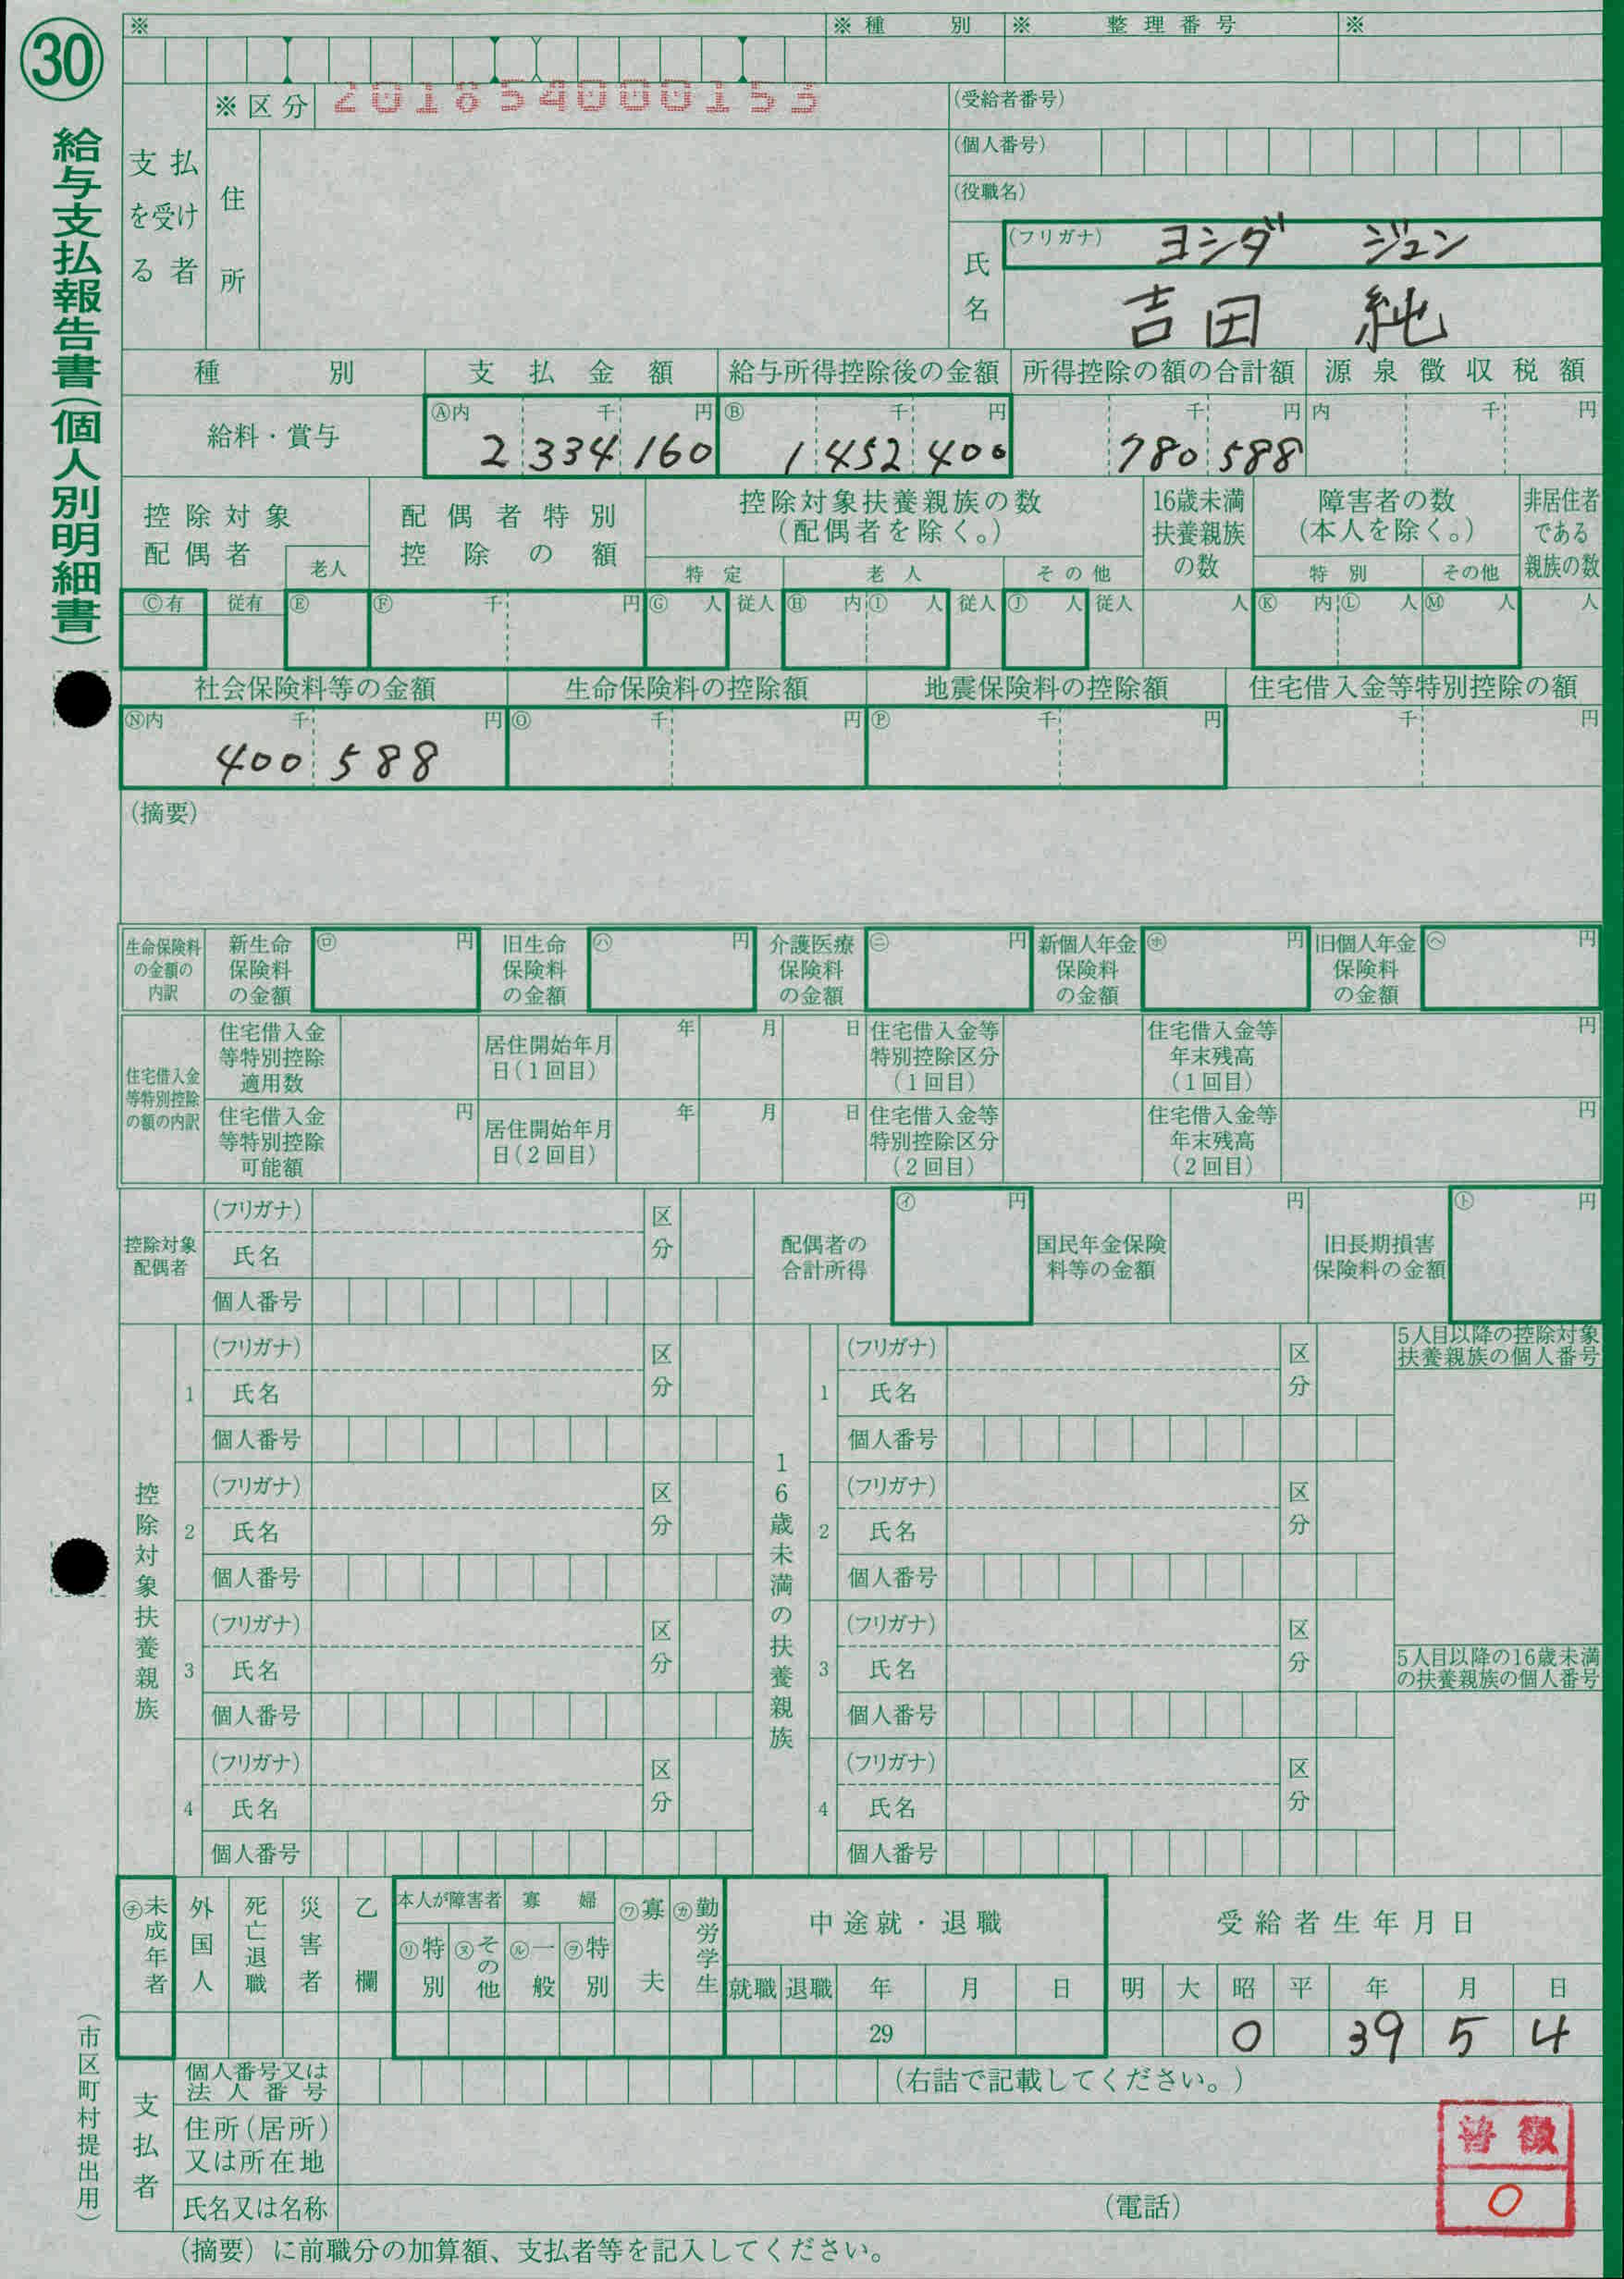 30
給与支払報告書(個人別明細書)
※ ※種別 ※ 整理番号 ※
※区分 201854000153
支払を受ける者
住所
(受給者番号)
(個人番号)
(役職名)
氏名
(フリガナ) ヨシダ ジュン
吉田 純
種別 支払金額 給与所得控除後の金額 所得控除の額の合計額 源泉徴収税額
給料・賞与
Ⓐ内 千 円 Ⓑ 千 円 千 円 内 千 円
2 334 160 1 452 400 780 588
控除対象配偶者 老人
配偶者特別控除の額
控除対象扶養親族の数(配偶者を除く。)
特定 老人 その他
16歳未満扶養親族の数
障害者の数(本人を除く。)
特別 その他
非居住者である親族の数
Ⓒ有 従有 Ⓔ Ⓕ 千 円 Ⓖ 人 従人 Ⓗ 内 Ⓘ 人 従人 Ⓙ 人 従人 人 Ⓚ 内 Ⓛ 人 Ⓜ 人 人
社会保険料等の金額 生命保険料の控除額 地震保険料の控除額 住宅借入金等特別控除の額
Ⓝ内 千 円 Ⓞ 千 円 Ⓟ 千 円 千 円
400 588
(摘要)
生命保険料の金額の内訳
新生命保険料の金額 ㋺ 円
旧生命保険料の金額 ㋩ 円
介護医療保険料の金額 ㊁ 円
新個人年金保険料の金額 ㋭ 円
旧個人年金保険料の金額 ㋬ 円
住宅借入金等特別控除の額の内訳
住宅借入金等特別控除適用数
居住開始年月日(1回目) 年 月 日
住宅借入金等特別控除区分(1回目)
住宅借入金等年末残高(1回目) 円
住宅借入金等特別控除可能額 円
居住開始年月日(2回目) 年 月 日
住宅借入金等特別控除区分(2回目)
住宅借入金等年末残高(2回目) 円
控除対象配偶者
(フリガナ)
氏名
区分
個人番号
配偶者の合計所得 ㋑ 円
国民年金保険料等の金額 円
旧長期損害保険料の金額 ㋣ 円
控除対象扶養親族
1 (フリガナ)
氏名
区分
個人番号
2 (フリガナ)
氏名
区分
個人番号
3 (フリガナ)
氏名
区分
個人番号
4 (フリガナ)
氏名
区分
個人番号
16歳未満の扶養親族
1 (フリガナ)
氏名
区分
個人番号
2 (フリガナ)
氏名
区分
個人番号
3 (フリガナ)
氏名
区分
個人番号
4 (フリガナ)
氏名
区分
個人番号
5人目以降の控除対象扶養親族の個人番号
5人目以降の16歳未満の扶養親族の個人番号
㋠未成年者 外国人 死亡退職 災害者 乙欄
本人が障害者 ㋷特別 ㋦その他
寡婦 ㋸一般 ㋾特別
㋻寡夫 ㋕勤労学生
中途就・退職
就職 退職 年 月 日
29
受給者生年月日
明 大 昭 平 年 月 日
0 39 5 4
支払者
個人番号又は法人番号
(右詰で記載してください。)
住所(居所)又は所在地
氏名又は名称
(電話)
普徴
0
(摘要)に前職分の加算額、支払者等を記入してください。
(市区町村提出用)